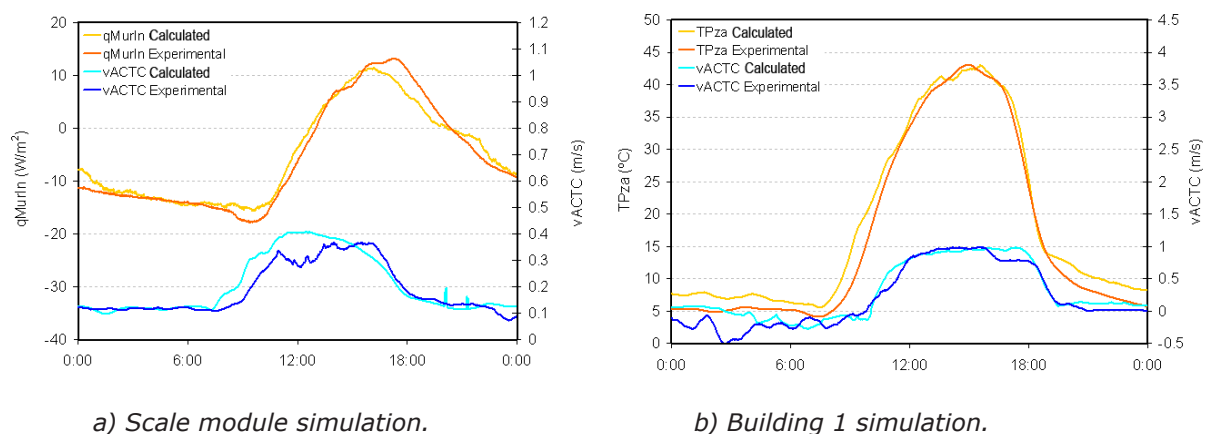 20
10
0
-10
-20
-30
-40
qMurIn (W/m²)
qMurIn Calculated
qMurIn Experimental
vACTC Calculated
vACTC Experimental
1.2
1.1
1
0.9
0.8
0.7
0.6
0.5
0.4
0.3
0.2
0.1
0
vACTC (m/s)
0:00 6:00 12:00 18:00 0:00
a) Scale module simulation.
50
45
40
35
30
25
20
15
10
5
0
TPza (ºC)
TPza Calculated
TPza Experimental
vACTC Calculated
vACTC Experimental
4.5
4
3.5
3
2.5
2
1.5
1
0.5
0
-0.5
vACTC (m/s)
0:00 6:00 12:00 18:00 0:00
b) Building 1 simulation.